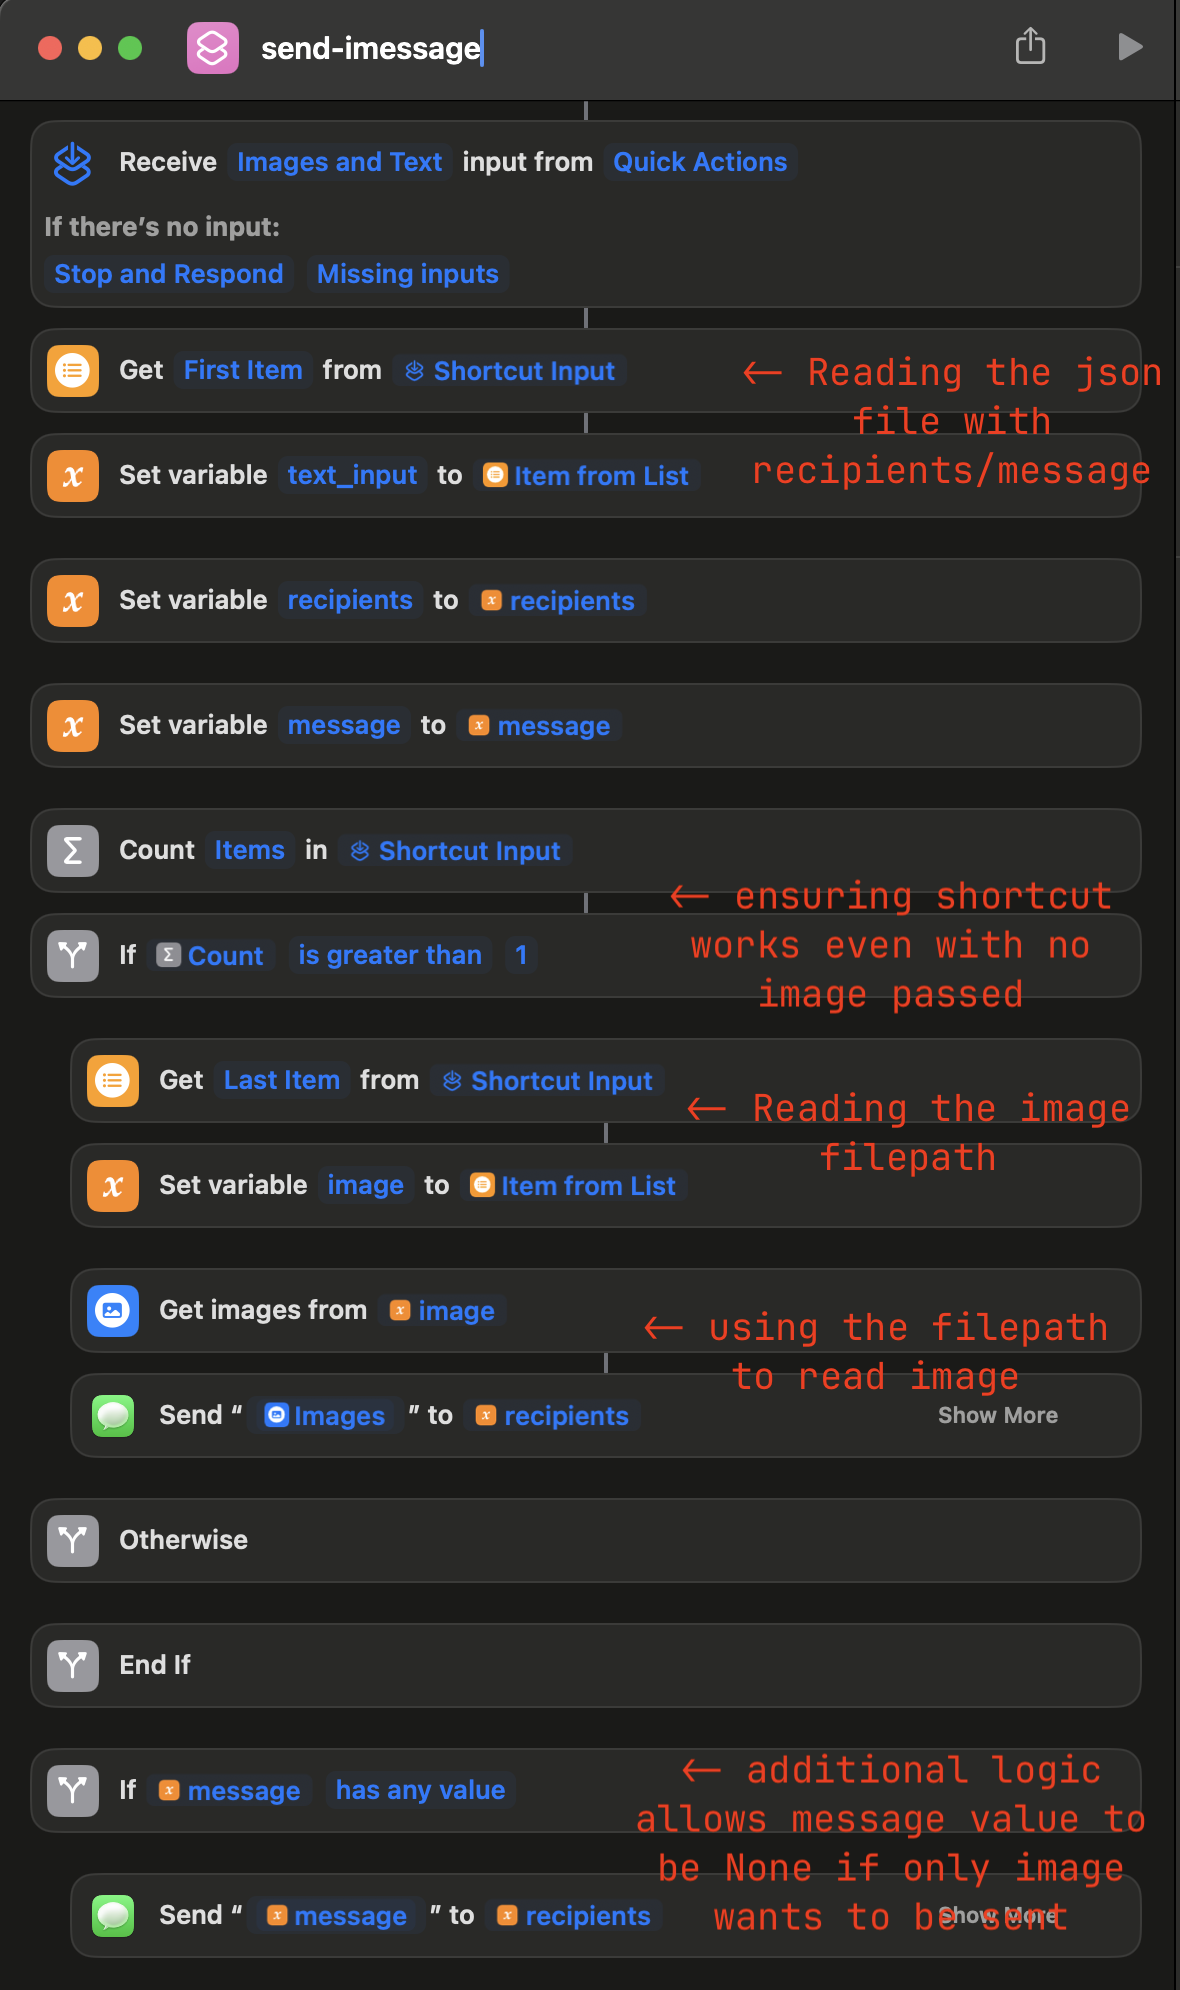 send-imessage
Receive Images and Text input from Quick Actions
If there's no input:
Stop and Respond Missing inputs
Get First Item from Shortcut Input
← Reading the json
file with
recipients/message
Set variable text_input to Item from List
Set variable recipients to recipients
Set variable message to message
Count Items in Shortcut Input
← ensuring shortcut
works even with no
image passed
If Count is greater than 1
Get Last Item from Shortcut Input
← Reading the image
filepath
Set variable image to Item from List
Get images from image
← using the filepath
to read image
Send “ Images ” to recipients Show More
Otherwise
End If
If message has any value
← additional logic
allows message value to
be None if only image
wants to be sent
Send “ message ” to recipients Show More